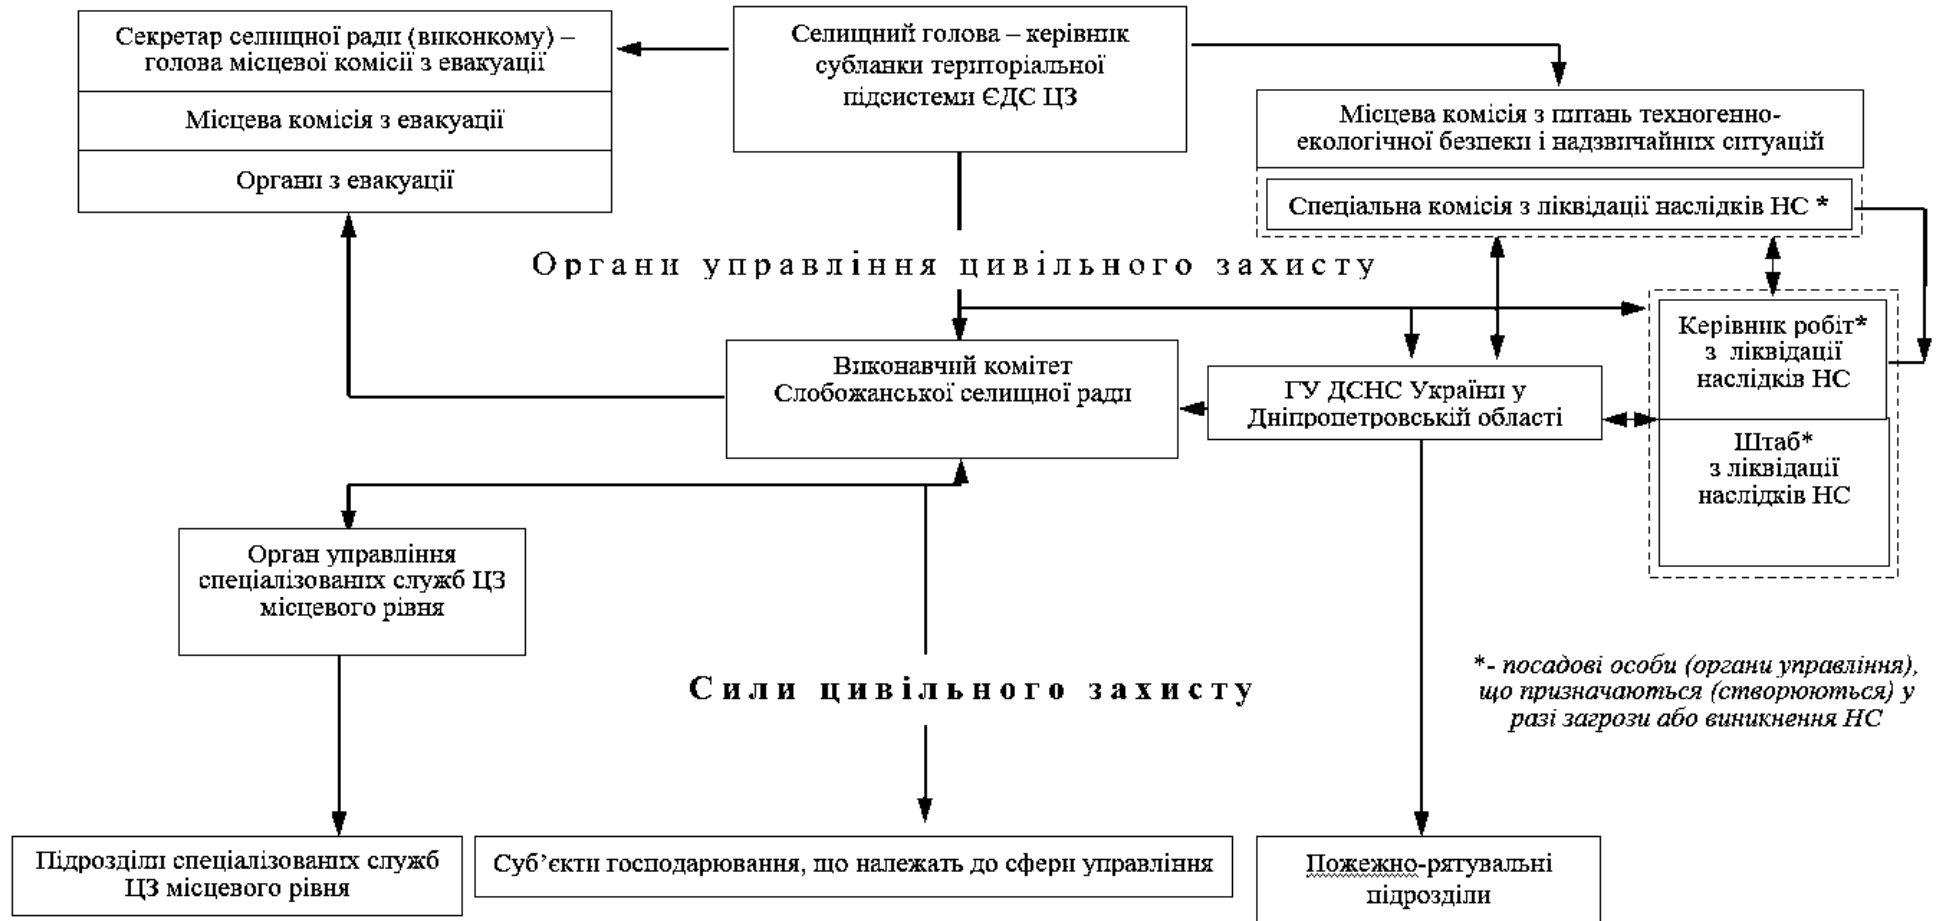 Секретар селищної ради (виконкому) –
голова місцевої комісії з евакуації
Місцева комісія з евакуації
Органи з евакуації
Селищний голова – керівник
субланки територіальної
підсистеми ЄДС ЦЗ
Місцева комісія з питань техногенно-
екологічної безпеки і надзвичайних ситуацій
Спеціальна комісія з ліквідації наслідків НС *
Органи управління цивільного захисту
Виконавчий комітет
Слобожанської селищної ради
ГУ ДСНС України у
Дніпропетровській області
Керівник робіт*
з ліквідації
наслідків НС
Штаб*
з ліквідації
наслідків НС
Орган управління
спеціалізованих служб ЦЗ
місцевого рівня
Сили цивільного захисту
*- посадові особи (органи управління),
що призначаються (створюються) у
разі загрози або виникнення НС
Підрозділи спеціалізованих служб
ЦЗ місцевого рівня
Суб’єкти господарювання, що належать до сфери управління
Пожежно-рятувальні
підрозділи